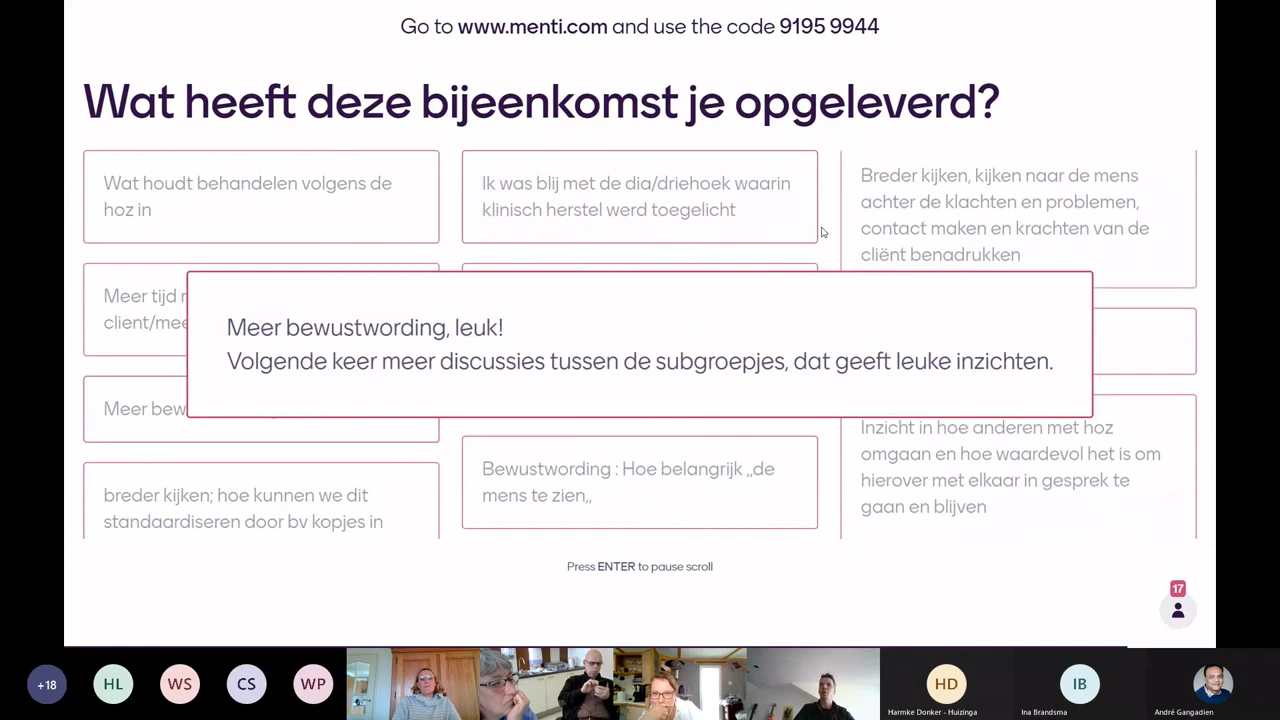 Go to www.menti.com and use the code 9195 9944
Wat heeft deze bijeenkomst je opgeleverd?
Wat houdt behandelen volgens de
hoz in
Meer tijd
client/mee
Meer bew
breder kijken; hoe kunnen we dit
standaardiseren door bv kopjes in
Ik was blij met de dia/driehoek waarin
klinisch herstel werd toegelicht
Bewustwording : Hoe belangrijk ,,de
mens te zien,,
Breder kijken, kijken naar de mens
achter de klachten en problemen,
contact maken en krachten van de
cliënt benadrukken
Inzicht in hoe anderen met hoz
omgaan en hoe waardevol het is om
hierover met elkaar in gesprek te
gaan en blijven
Meer bewustwording, leuk!
Volgende keer meer discussies tussen de subgroepjes, dat geeft leuke inzichten.
Press ENTER to pause scroll
17
+18
HL
WS
CS
WP
HD
Harmke Donker - Huizinga
IB
Ina Brandsma
André Gangadien